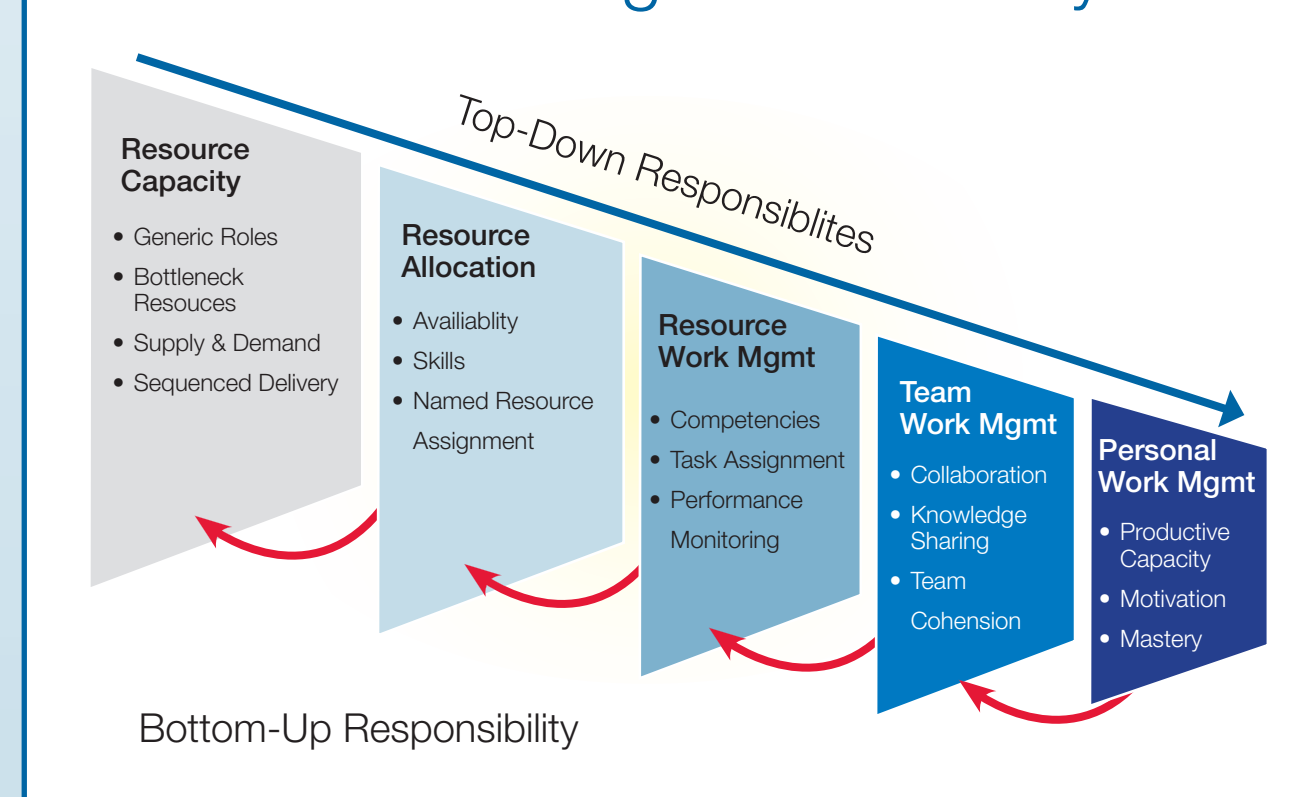 Top-Down Responsiblites
Resource
Capacity
• Generic Roles
• Bottleneck
Resouces
• Supply & Demand
• Sequenced Delivery
Resource
Allocation
• Availiablity
• Skills
• Named Resource
Assignment
Resource
Work Mgmt
• Competencies
• Task Assignment
• Performance
Monitoring
Team
Work Mgmt
• Collaboration
• Knowledge
Sharing
• Team
Cohension
Personal
Work Mgmt
• Productive
Capacity
• Motivation
• Mastery
Bottom-Up Responsibility